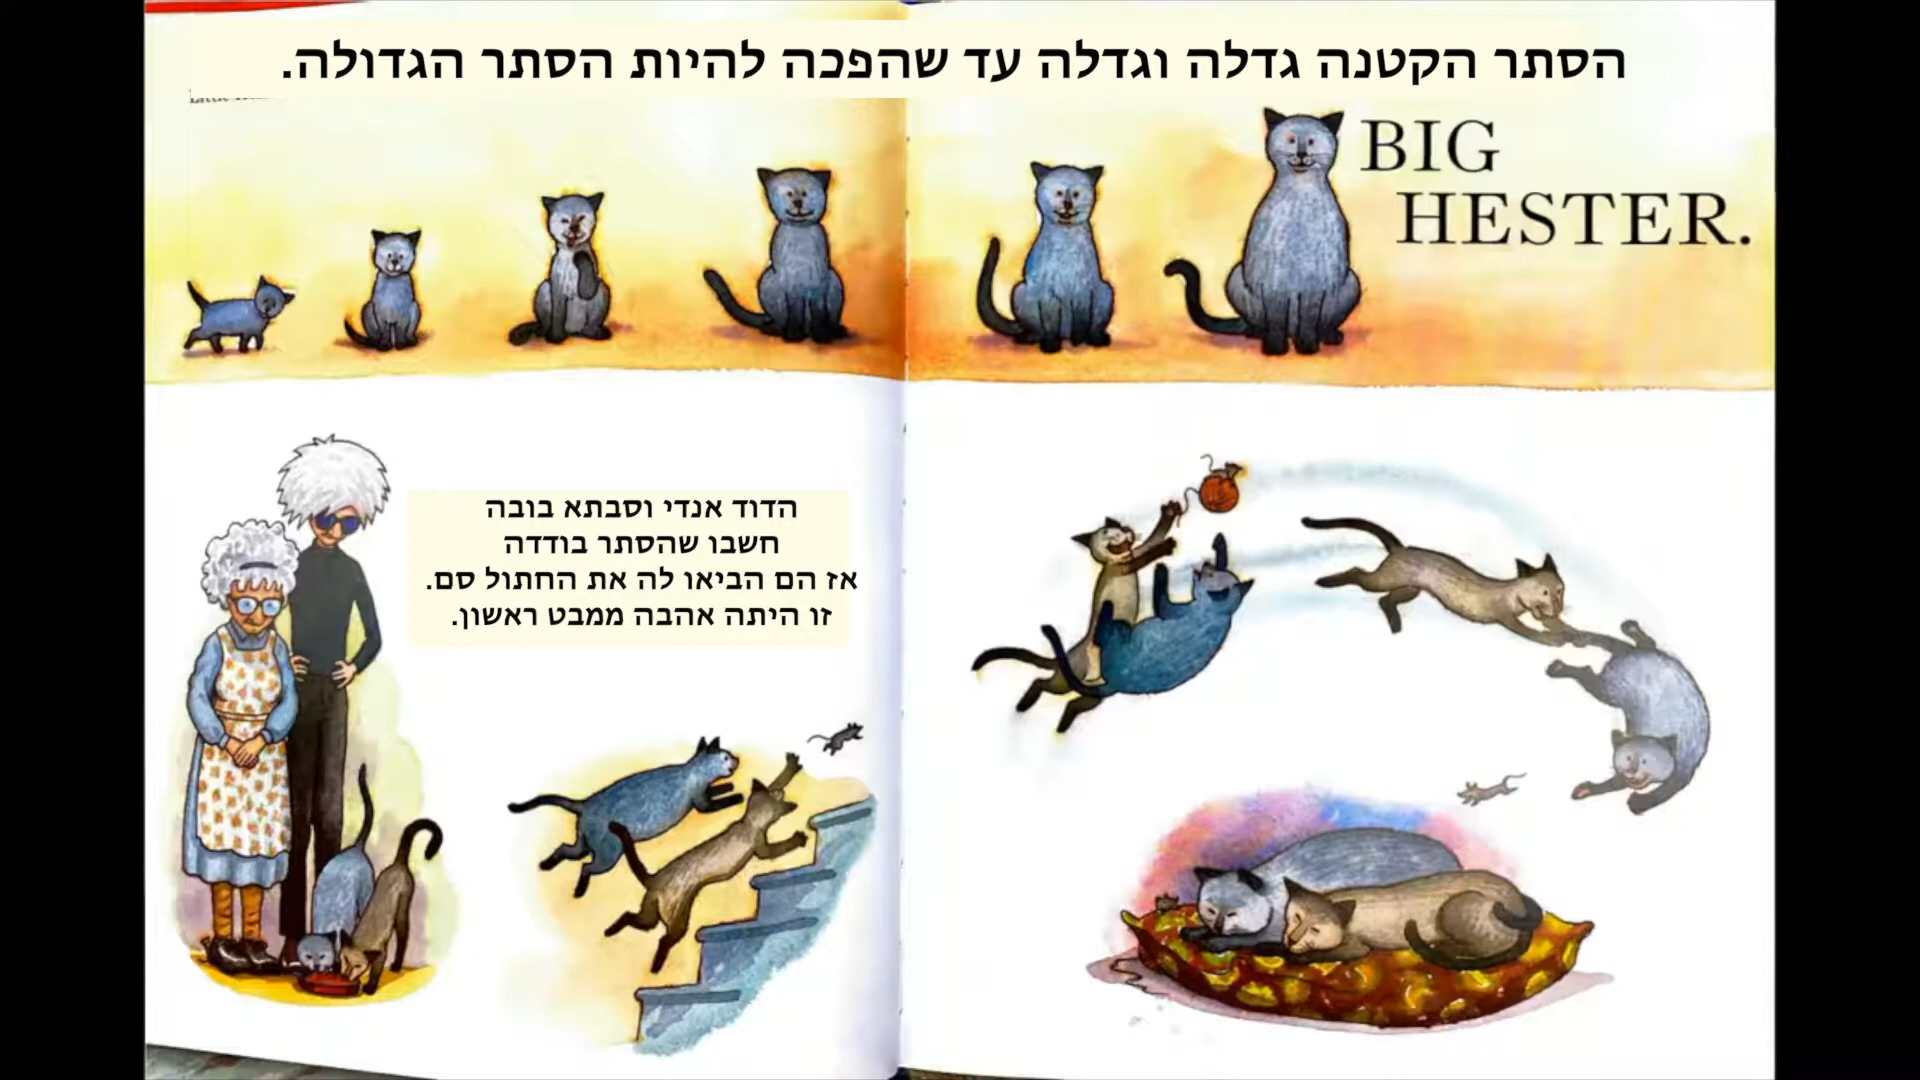 הסתר הקטנה גדלה וגדלה עד שהפכה להיות הסתר הגדולה.
BIG
HESTER.
הדוד אנדי וסבתא בובה
חשבו שהסתר בודדה
אז הם הביאו לה את החתול סם.
זו היתה אהבה ממבט ראשון.